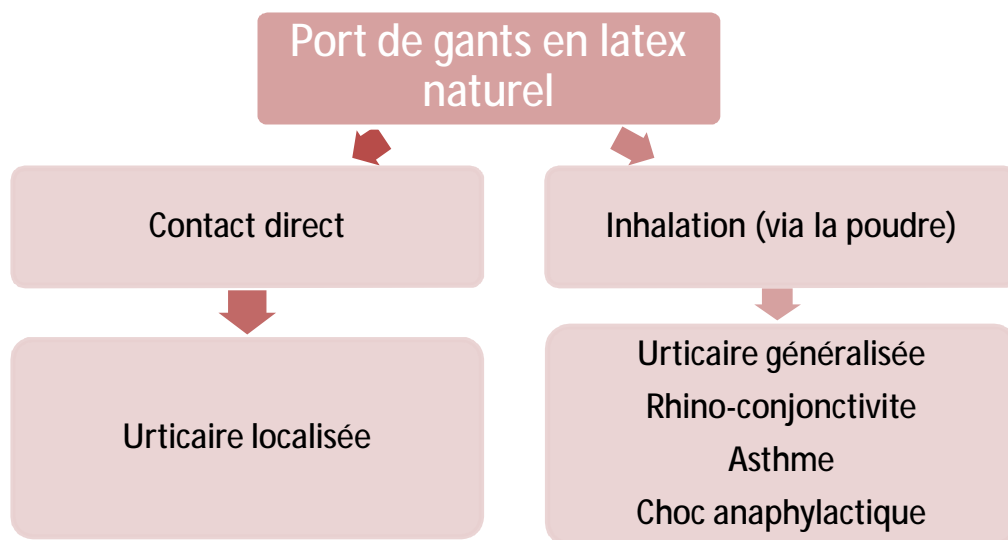 Port de gants en latex
naturel
Contact direct
Inhalation (via la poudre)
Urticaire localisée
Urticaire généralisée
Rhino-conjonctivite
Asthme
Choc anaphylactique